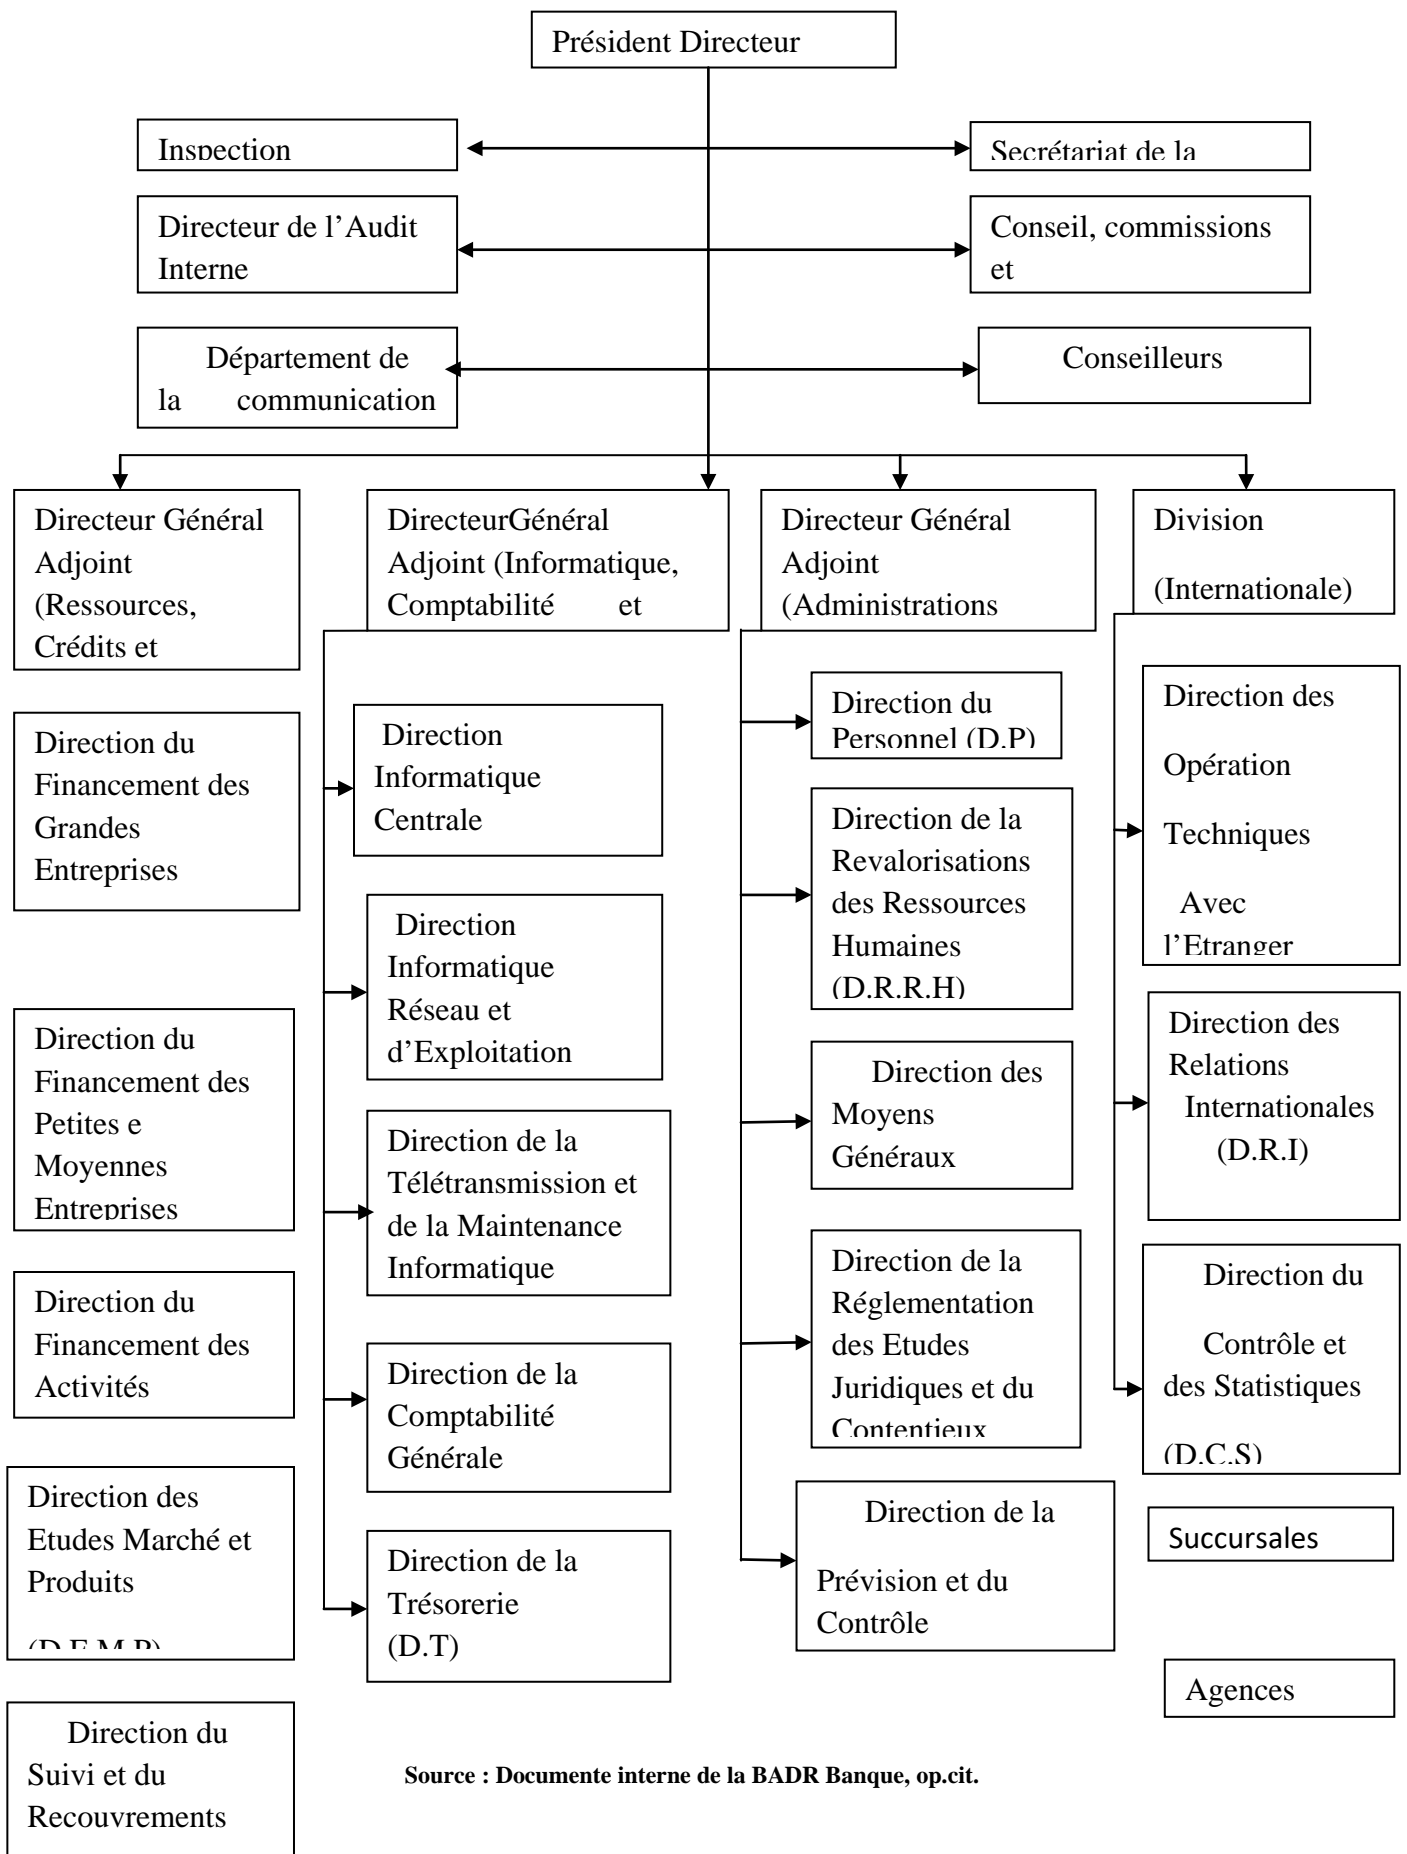 Président Directeur
Inspection
Secrétariat de la
Directeur de l’Audit
Interne
Conseil, commissions
et
Département de
la communication
Conseilleurs
Directeur Général
Adjoint
(Ressources,
Crédits et
DirecteurGénéral
Adjoint (Informatique,
Comptabilité et
Directeur Général
Adjoint
(Administrations
Division
(Internationale)
Direction du
Financement des
Grandes
Entreprises
Direction du
Financement des
Petites e
Moyennes
Entreprises
Direction du
Financement des
Activités
Direction des
Etudes Marché et
Produits
(D.E.M.P)
Direction du
Suivi et du
Recouvrements
Direction
Informatique
Centrale
Direction
Informatique
Réseau et
d’Exploitation
Direction de la
Télétransmission et
de la Maintenance
Informatique
Direction de la
Comptabilité
Générale
Direction de la
Trésorerie
(D.T)
Direction du
Personnel (D.P)
Direction de la
Revalorisations
des Ressources
Humaines
(D.R.R.H)
Direction des
Moyens
Généraux
Direction de la
Réglementation
des Etudes
Juridiques et du
Contentieux
Direction de la
Prévision et du
Contrôle
Direction des
Opération
Techniques
Avec
l’Etranger
Direction des
Relations
Internationales
(D.R.I)
Direction du
Contrôle et
des Statistiques
(D.C.S)
Succursales
Agences
Source : Documente interne de la BADR Banque, op.cit.